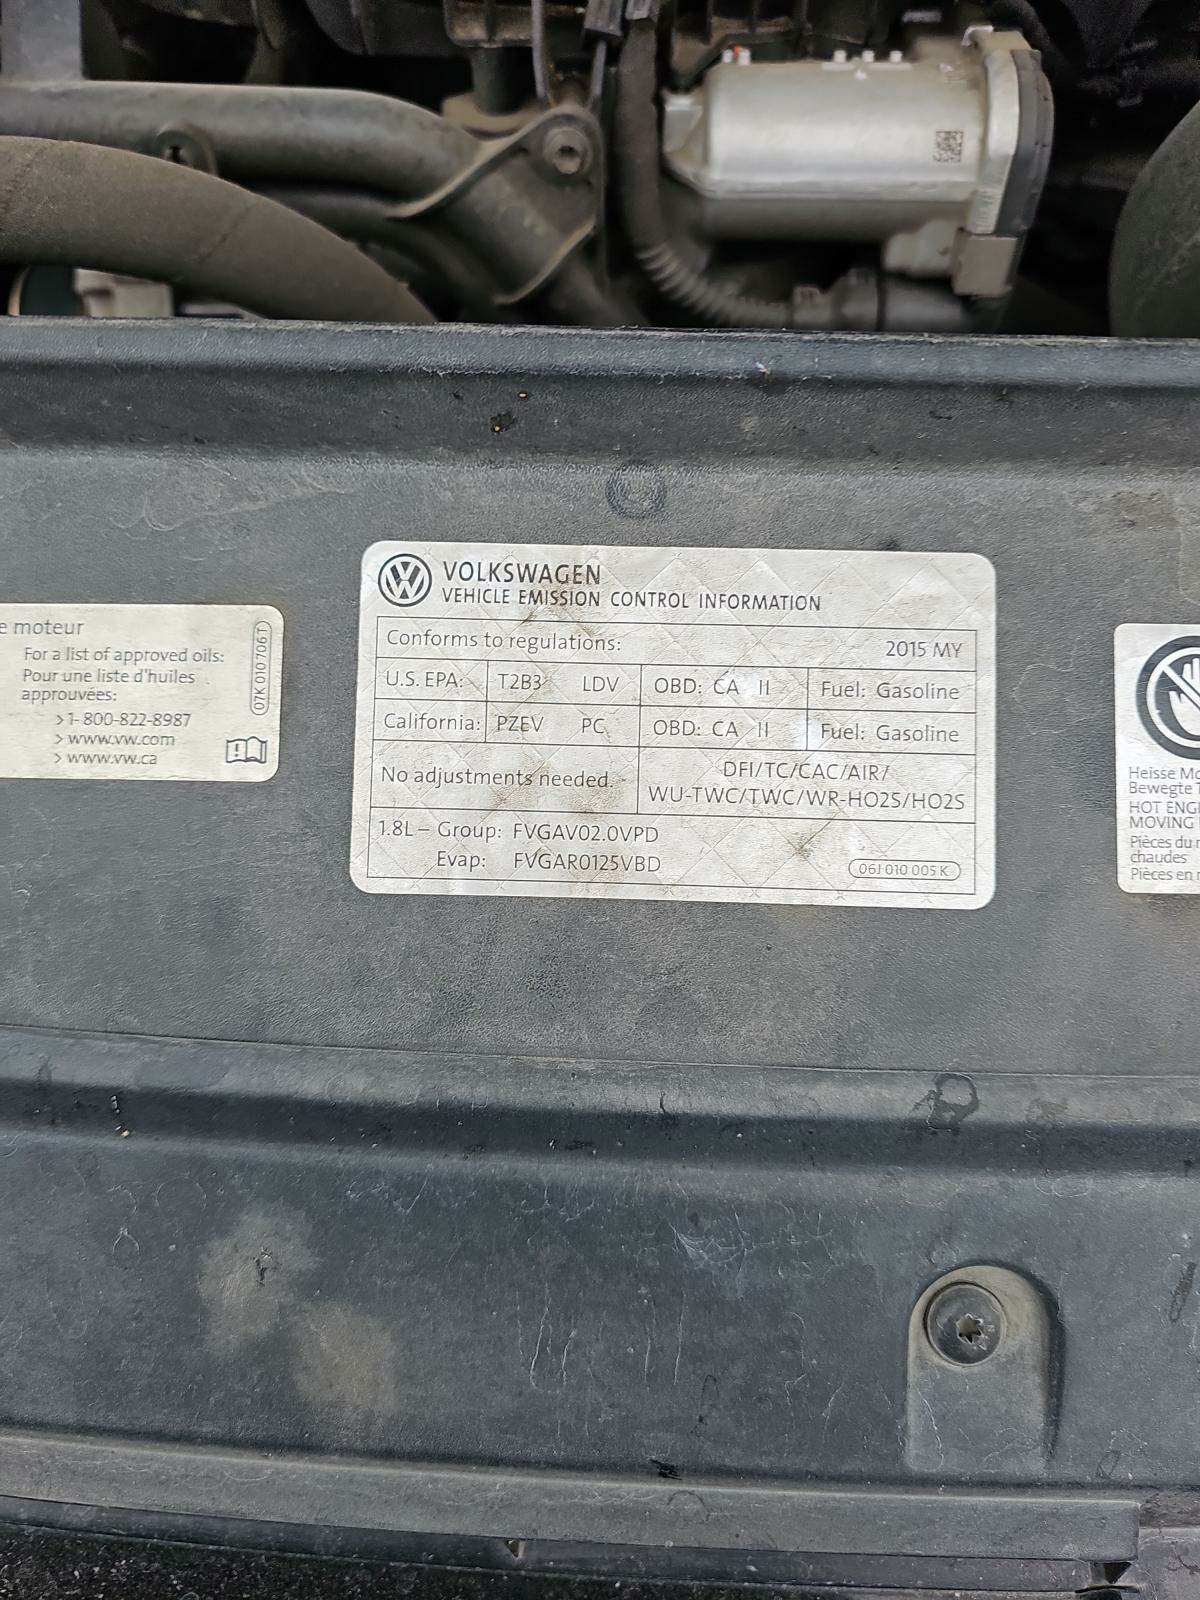 e moteur
For a list of approved oils:
Pour une liste d'huiles
approuvées:
>1-800-822-8987
>www.vw.com
>www.vw.ca
07K 010 706 T
VOLKSWAGEN
VEHICLE EMISSION CONTROL INFORMATION
Conforms to regulations: 2015 MY
U.S. EPA: T2B3 LDV OBD: CA II Fuel: Gasoline
California: PZEV PC OBD: CA II Fuel: Gasoline
No adjustments needed.
DFI/TC/CAC/AIR/
WU-TWC/TWC/WR-HO2S/HO2S
1.8L – Group: FVGAV02.0VPD
Evap: FVGAR0125VBD
06J 010 005 K
Heisse Mo
Bewegte T
HOT ENG
MOVING
Pièces du m
chaudes
Pièces en m